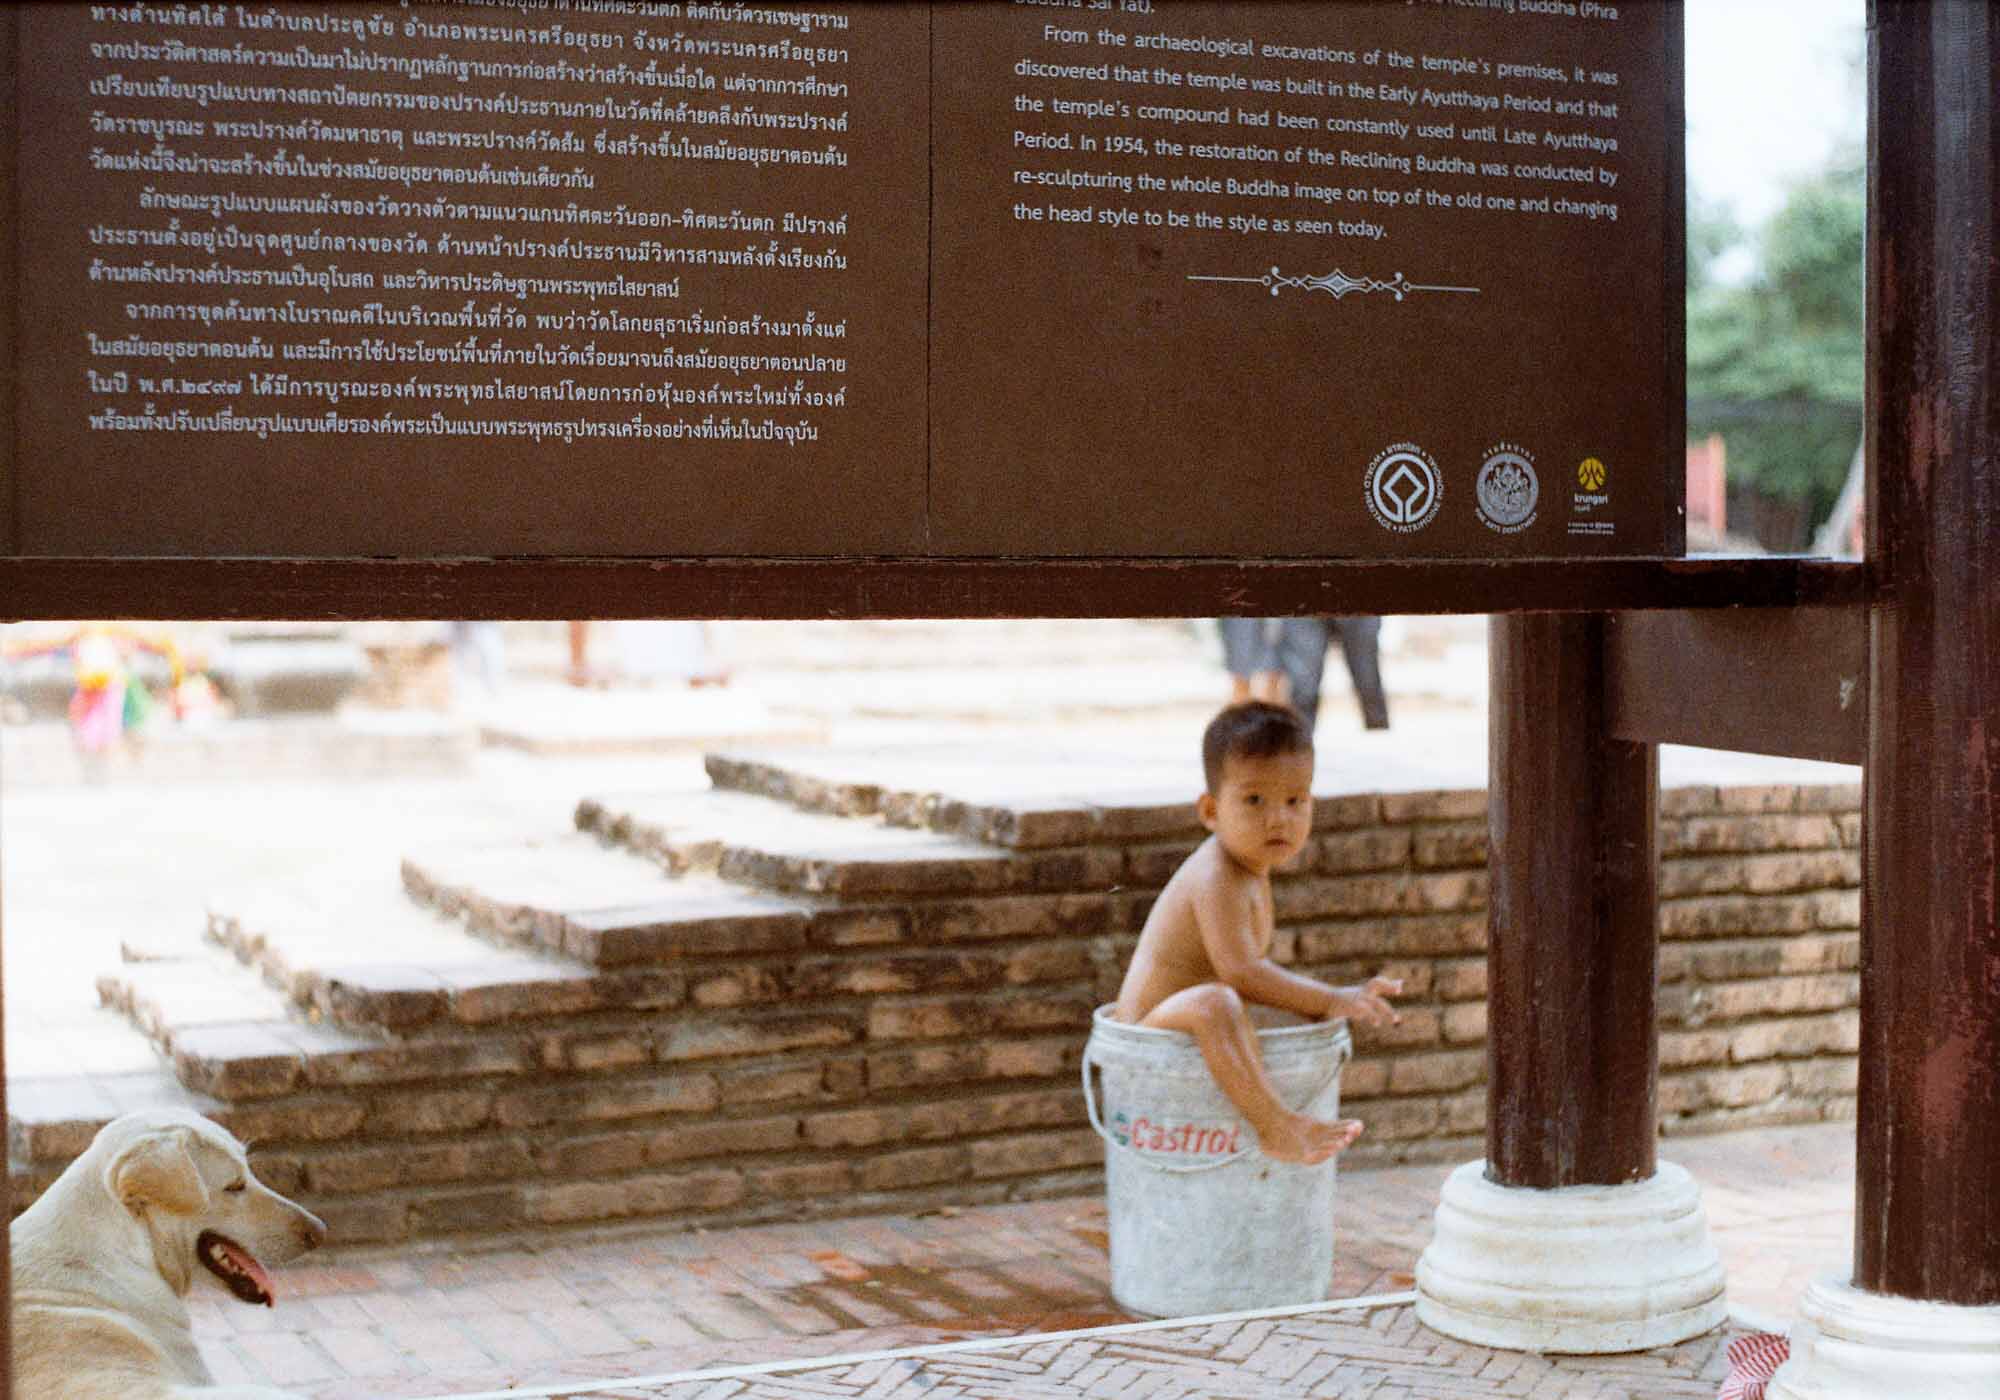 ทางด้านทิศใต้ ในตำบลประตูชัย อำเภอพระนครศรีอยุธยา จังหวัดพระนครศรีอยุธยา
จากประวัติศาสตร์ความเป็นมาไม่ปรากฏหลักฐานการก่อสร้างว่าสร้างขึ้นเมื่อใด แต่จากการศึกษา
เปรียบเทียบรูปแบบทางสถาปัตยกรรมของปรางค์ประธานภายในวัดที่คล้ายคลึงกับพระปรางค์
วัดราชบูรณะ พระปรางค์วัดมหาธาตุ และพระปรางค์วัดส้ม ซึ่งสร้างขึ้นในสมัยอยุธยาตอนต้น
วัดแห่งนี้จึงน่าจะสร้างขึ้นในช่วงสมัยอยุธยาตอนต้นเช่นเดียวกัน
ลักษณะรูปแบบแผนผังของวัดวางตัวตามแนวแกนทิศตะวันออก-ทิศตะวันตก มีปรางค์
ประธานตั้งอยู่เป็นจุดศูนย์กลางของวัด ด้านหน้าปรางค์ประธานมีวิหารสามหลังตั้งเรียงกัน
ด้านหลังปรางค์ประธานเป็นอุโบสถ และวิหารประดิษฐานพระพุทธไสยาสน์
จากการขุดค้นทางโบราณคดีในบริเวณพื้นที่วัด พบว่าวัดโลกยสุธาเริ่มก่อสร้างมาตั้งแต่
ในสมัยอยุธยาตอนต้น และมีการใช้ประโยชน์พื้นที่ภายในวัดเรื่อยมาจนถึงสมัยอยุธยาตอนปลาย
ในปี พ.ศ.๒๔๙๗ ได้มีการบูรณะองค์พระพุทธไสยาสน์โดยการก่อหุ้มองค์พระใหม่ทั้งองค์
พร้อมทั้งปรับเปลี่ยนรูปแบบเศียรองค์พระเป็นแบบพระพุทธรูปทรงเครื่องอย่างที่เห็นในปัจจุบัน
Reclining Buddha (Phra
Buddha Sai Yat).
From the archaeological excavations of the temple's premises, it was
discovered that the temple was built in the Early Ayutthaya Period and that
the temple's compound had been constantly used until Late Ayutthaya
Period. In 1954, the restoration of the Reclining Buddha was conducted by
re-sculpturing the whole Buddha image on top of the old one and changing
the head style to be the style as seen today.
มรดกโลก • WORLD HERITAGE • PATRIMOINE MONDIAL
กรมศิลปากร
FINE ARTS DEPARTMENT
krungsri
กรุงศรี
Castrol